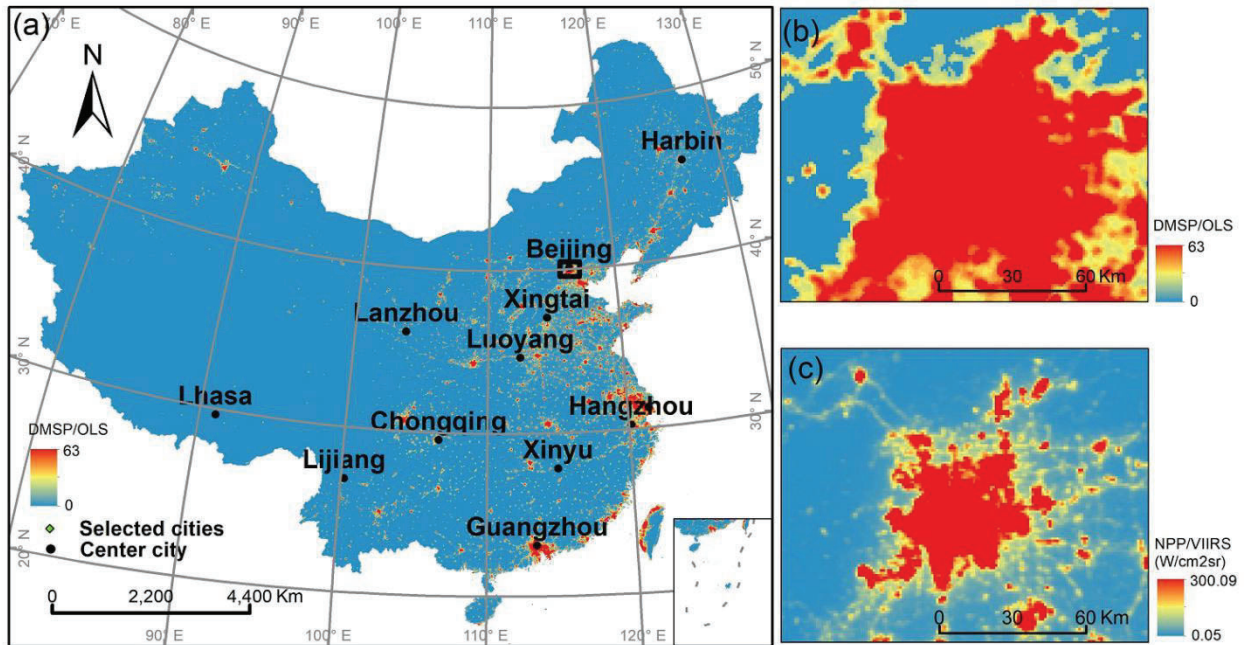 (a)
70° E
80° E
90° E
100° E
110° E
120° E
130° E
50° N
N
40° N
Harbin
40° N
Beijing
Xingtai
Lanzhou
Luoyang
30° N
Lhasa
Hangzhou
30° N
Chongqing
DMSP/OLS
63
Xinyu
Lijiang
0
Selected cities
Center city
Guangzhou
20° N
0 2,200 4,400 Km
90° E
100° E
110° E
120° E
(b)
DMSP/OLS
63
0
0 30 60 Km
(c)
NPP/VIIRS
(W/cm2sr)
300.09
0.05
0 30 60 Km